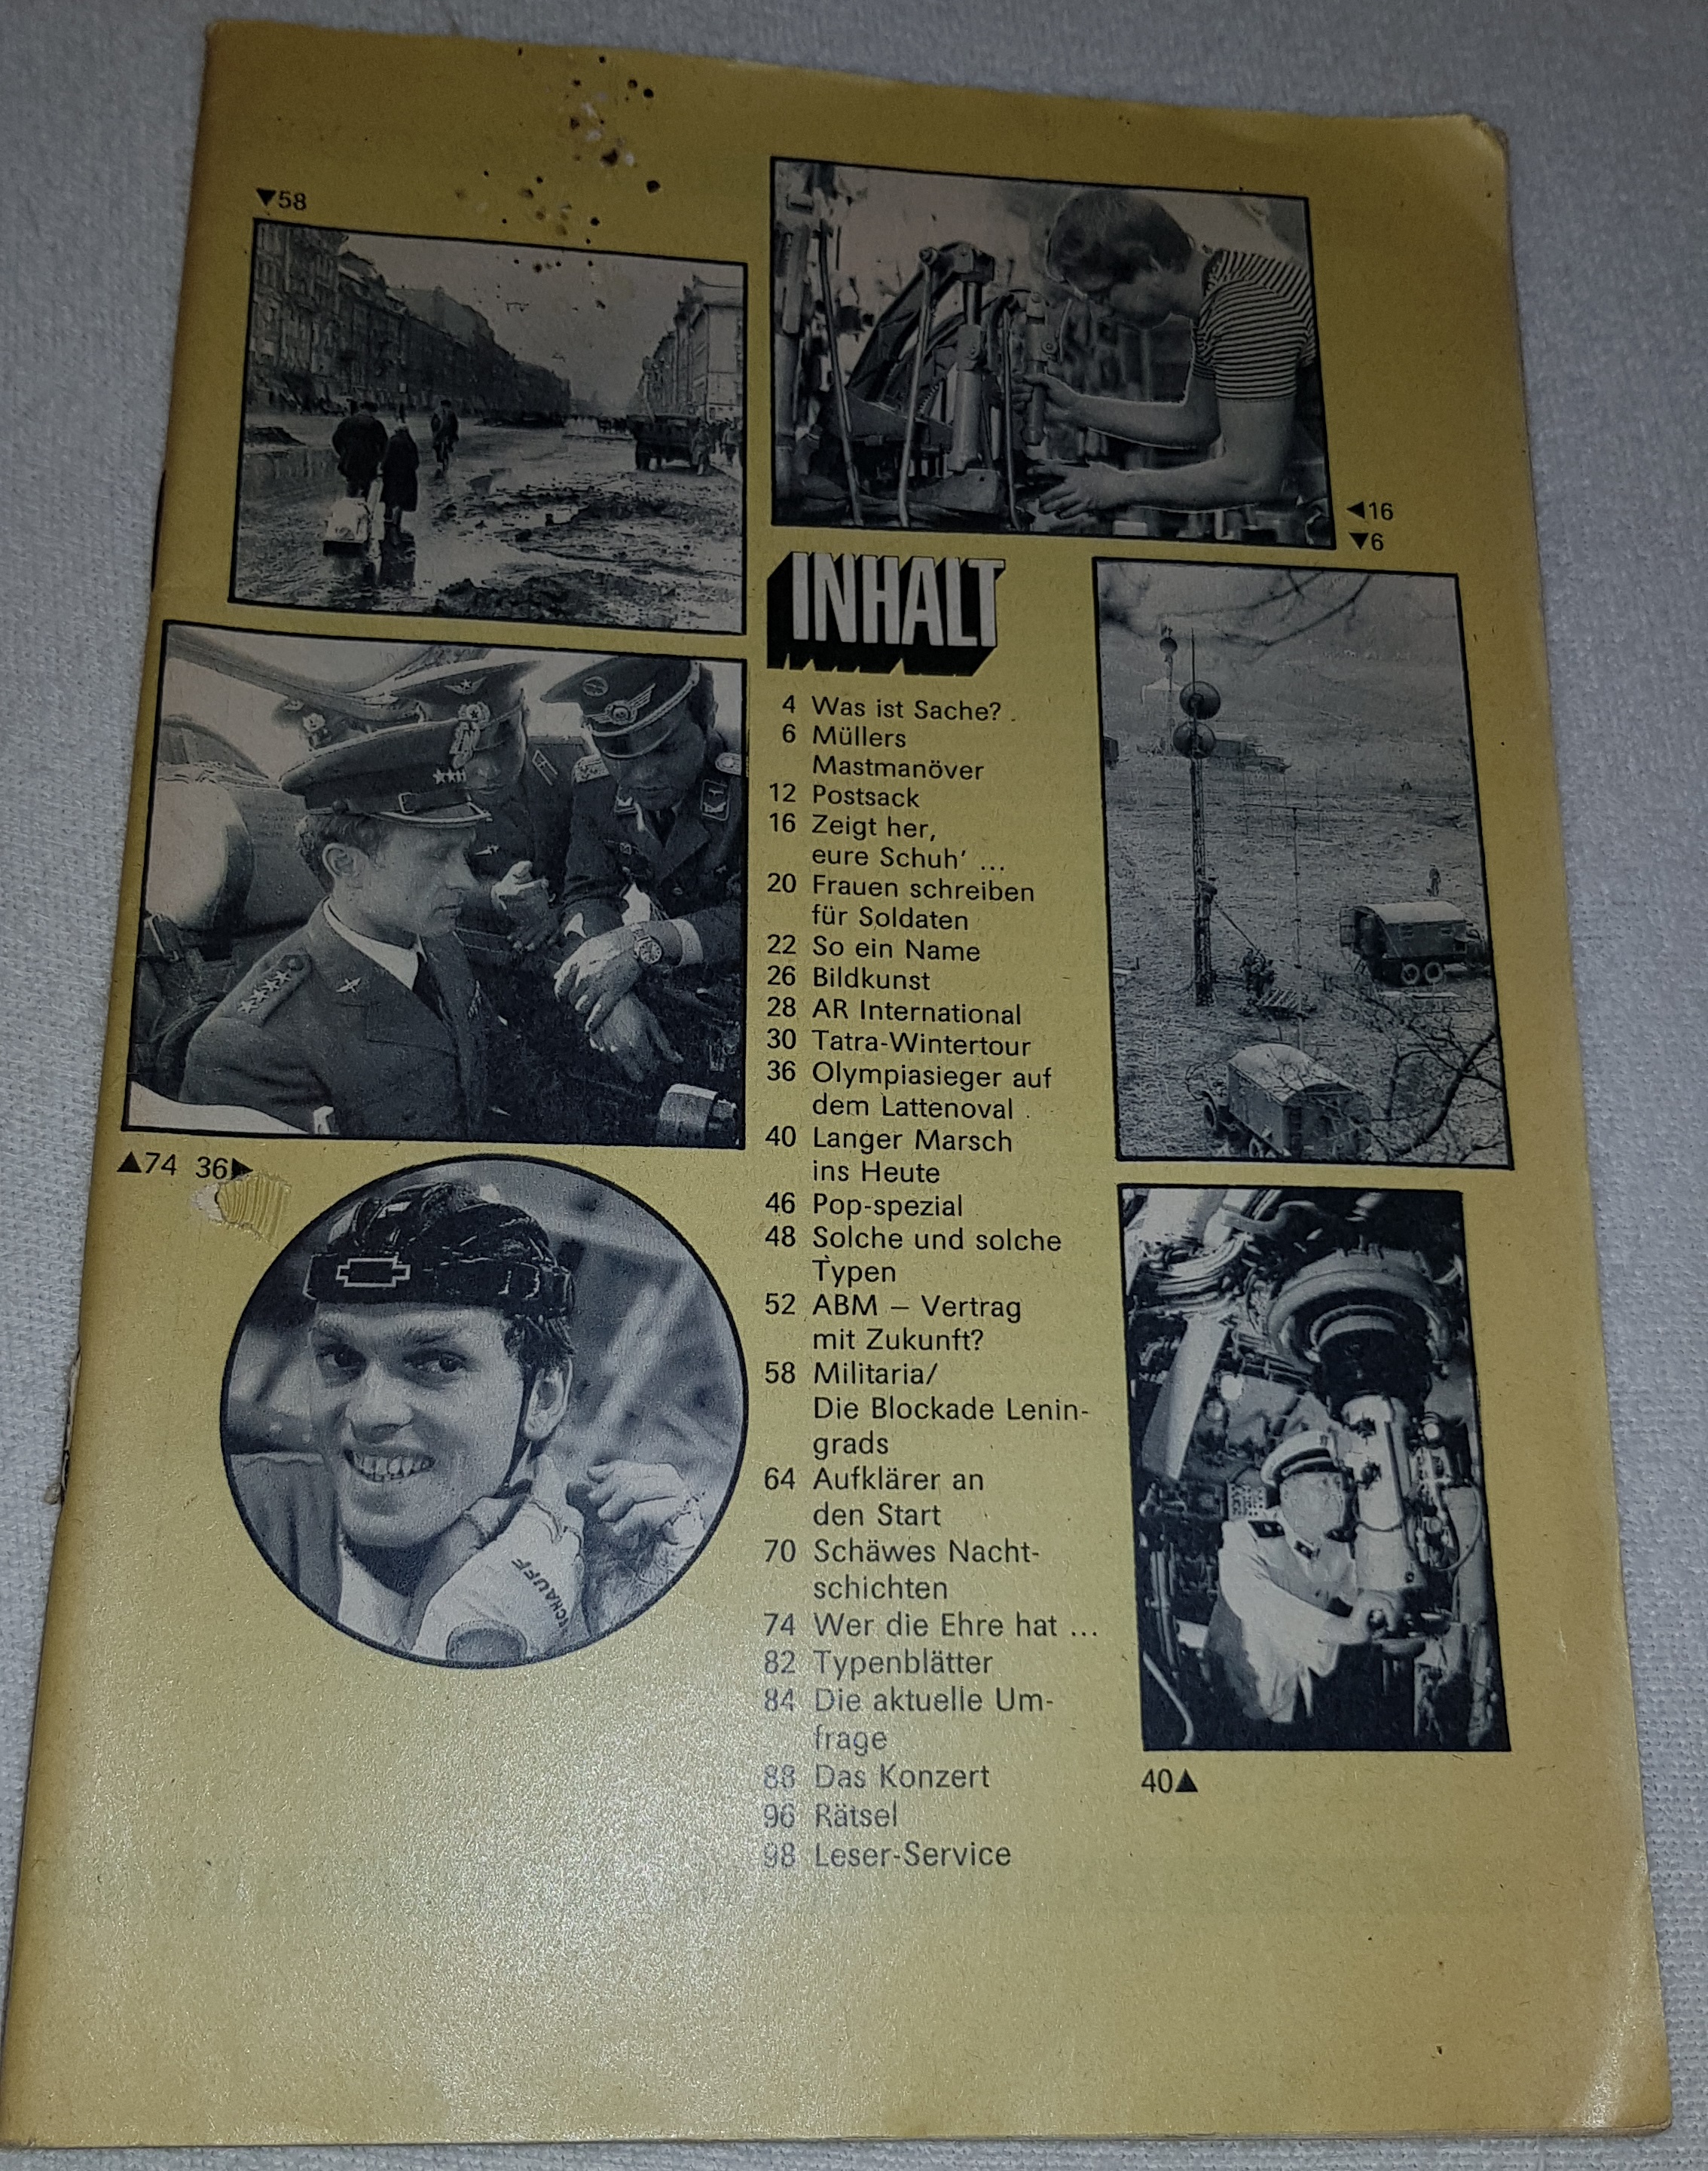 ▼58
◄16
▼6
INHALT
4 Was ist Sache?
6 Müllers
Mastmanöver
12 Postsack
16 Zeigt her,
eure Schuh' ...
20 Frauen schreiben
für Soldaten
22 So ein Name
26 Bildkunst
28 AR International
30 Tatra-Wintertour
36 Olympiasieger auf
dem Lattenoval
40 Langer Marsch
ins Heute
46 Pop-spezial
48 Solche und solche
Typen
52 ABM – Vertrag
mit Zukunft?
58 Militaria/
Die Blockade Lenin-
grads
64 Aufklärer an
den Start
70 Schäwes Nacht-
schichten
74 Wer die Ehre hat ...
82 Typenblätter
84 Die aktuelle Um-
frage
88 Das Konzert
96 Rätsel
98 Leser-Service
▲74 36►
40▲